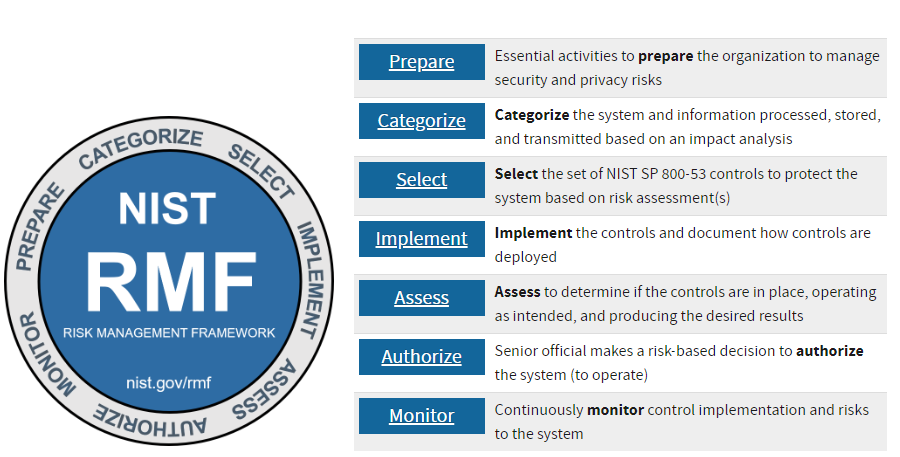 PREPARE
CATEGORIZE
SELECT
IMPLEMENT
ASSESS
AUTHORIZE
MONITOR
NIST
RMF
RISK MANAGEMENT FRAMEWORK
nist.gov/rmf
Prepare
Essential activities to prepare the organization to manage
security and privacy risks
Categorize
Categorize the system and information processed, stored,
and transmitted based on an impact analysis
Select
Select the set of NIST SP 800-53 controls to protect the
system based on risk assessment(s)
Implement
Implement the controls and document how controls are
deployed
Assess
Assess to determine if the controls are in place, operating
as intended, and producing the desired results
Authorize
Senior official makes a risk-based decision to authorize
the system (to operate)
Monitor
Continuously monitor control implementation and risks
to the system